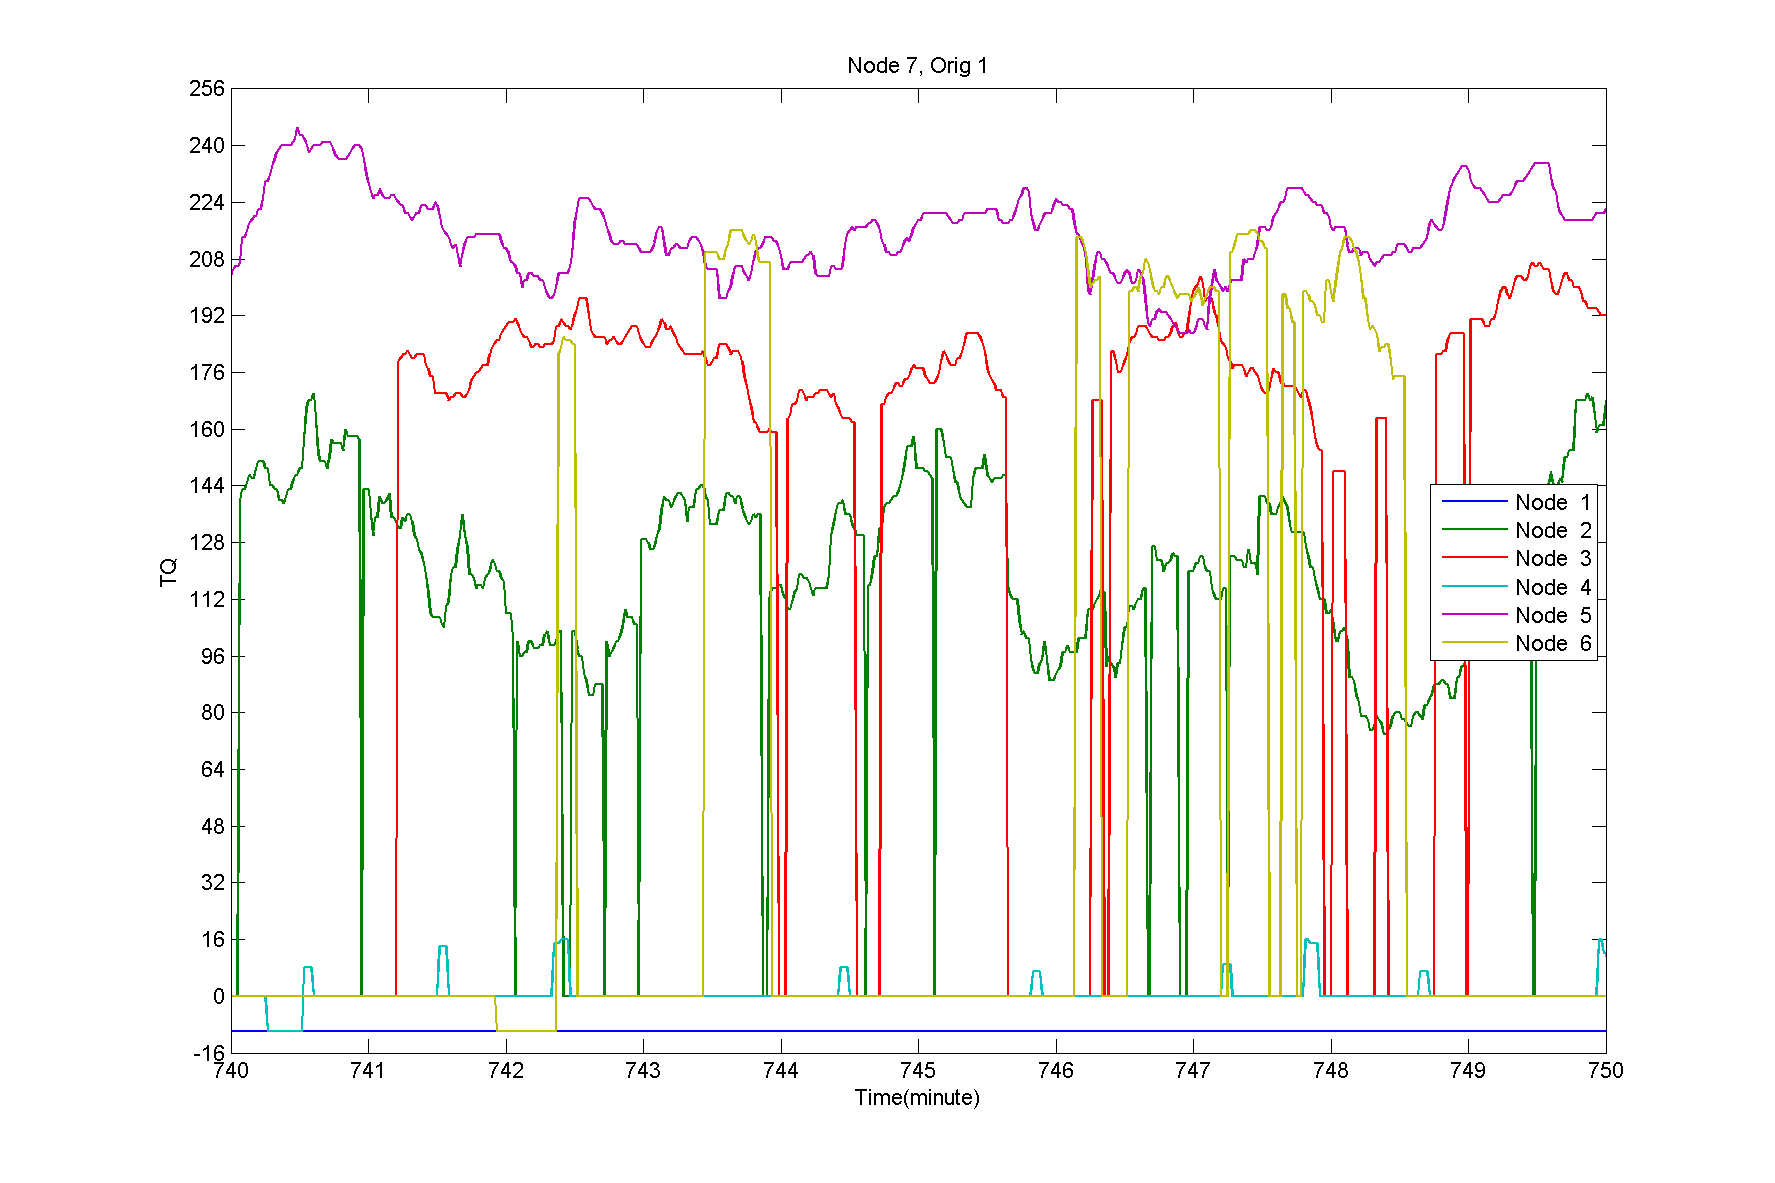 Node 7, Orig 1
256
240
224
208
192
176
160
144
128
112
96
80
64
48
32
16
0
-16
TQ
Node 1
Node 2
Node 3
Node 4
Node 5
Node 6
740 741 742 743 744 745 746 747 748 749 750
Time(minute)